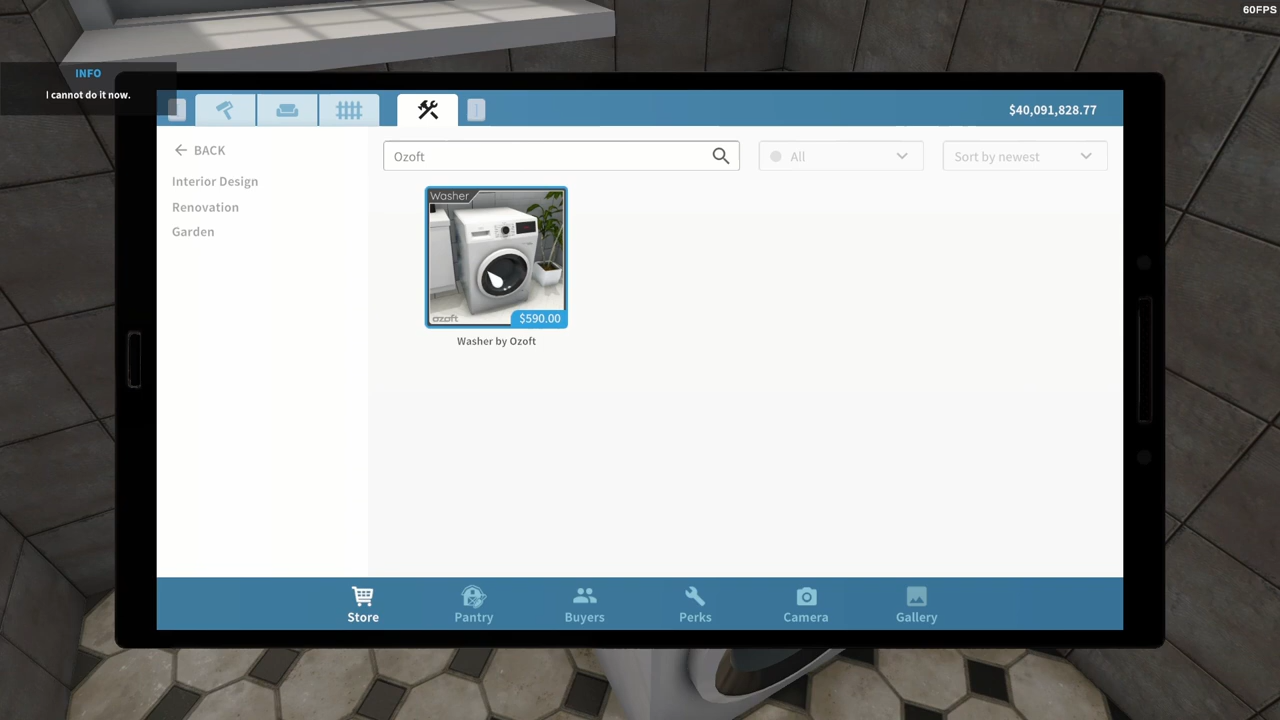 60FPS
INFO
I cannot do it now.
$40,091,828.77
BACK
Interior Design
Renovation
Garden
Ozoft
All
Sort by newest
Washer
ozoft
$590.00
Washer by Ozoft
Store
Pantry
Buyers
Perks
Camera
Gallery